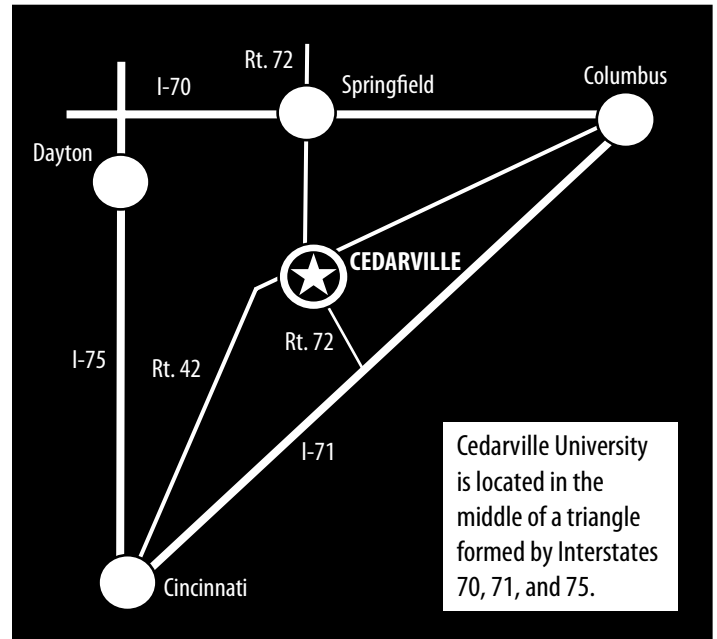 Rt. 72
I-70
Springfield
Columbus
Dayton
CEDARVILLE
Rt. 72
I-75
Rt. 42
I-71
Cedarville University
is located in the
middle of a triangle
formed by Interstates
70, 71, and 75.
Cincinnati